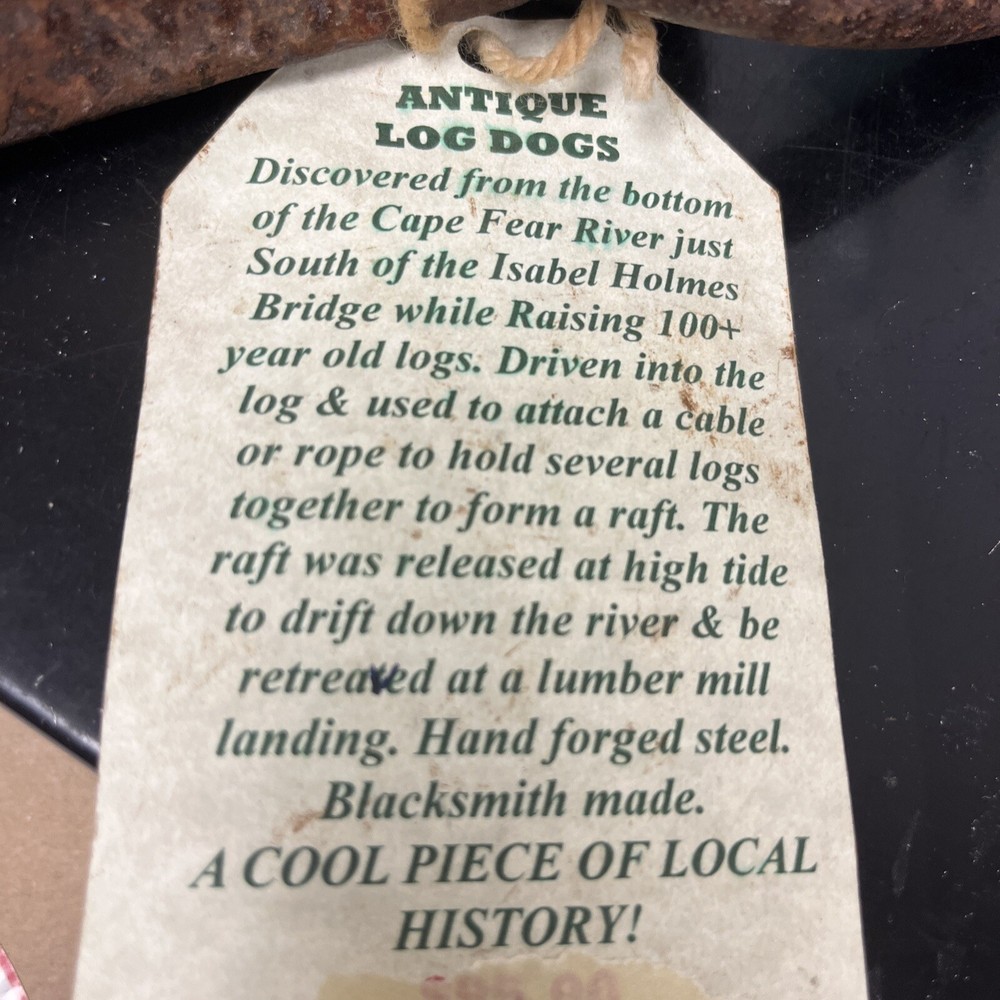 ANTIQUE
LOG DOGS
Discovered from the bottom
of the Cape Fear River just
South of the Isabel Holmes
Bridge while Raising 100+
year old logs. Driven into the
log & used to attach a cable
or rope to hold several logs
together to form a raft. The
raft was released at high tide
to drift down the river & be
retreaved at a lumber mill
landing. Hand forged steel.
Blacksmith made.
A COOL PIECE OF LOCAL
HISTORY!